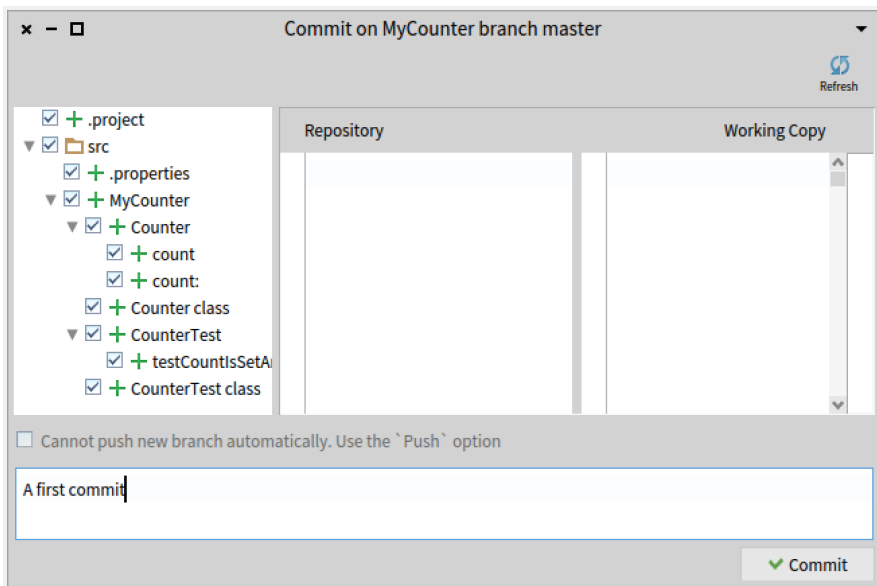 Commit on MyCounter branch master
Refresh
.project
src
.properties
MyCounter
Counter
count
count:
Counter class
CounterTest
testCountIsSetA
CounterTest class
Repository
Working Copy
Cannot push new branch automatically. Use the `Push` option
A first commit
Commit